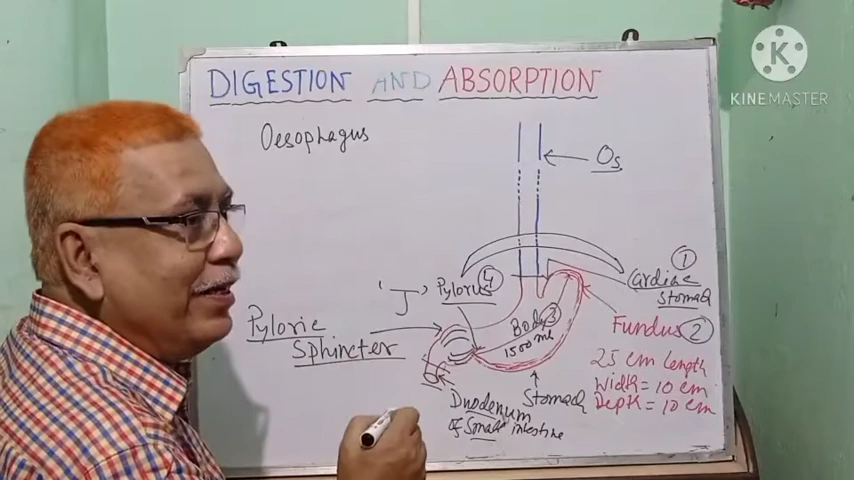 DIGESTION AND ABSORPTION
Oesophagus
Os
1
Cardiac
Stomach
'J' Pylorus 4
Body 3
1500 ml
Fundus 2
Pyloric
Sphincter
25 cm Length
Width = 10 cm
Depth = 10 cm
Stomach
Duodenum
of Small intestine
K
KINEMASTER